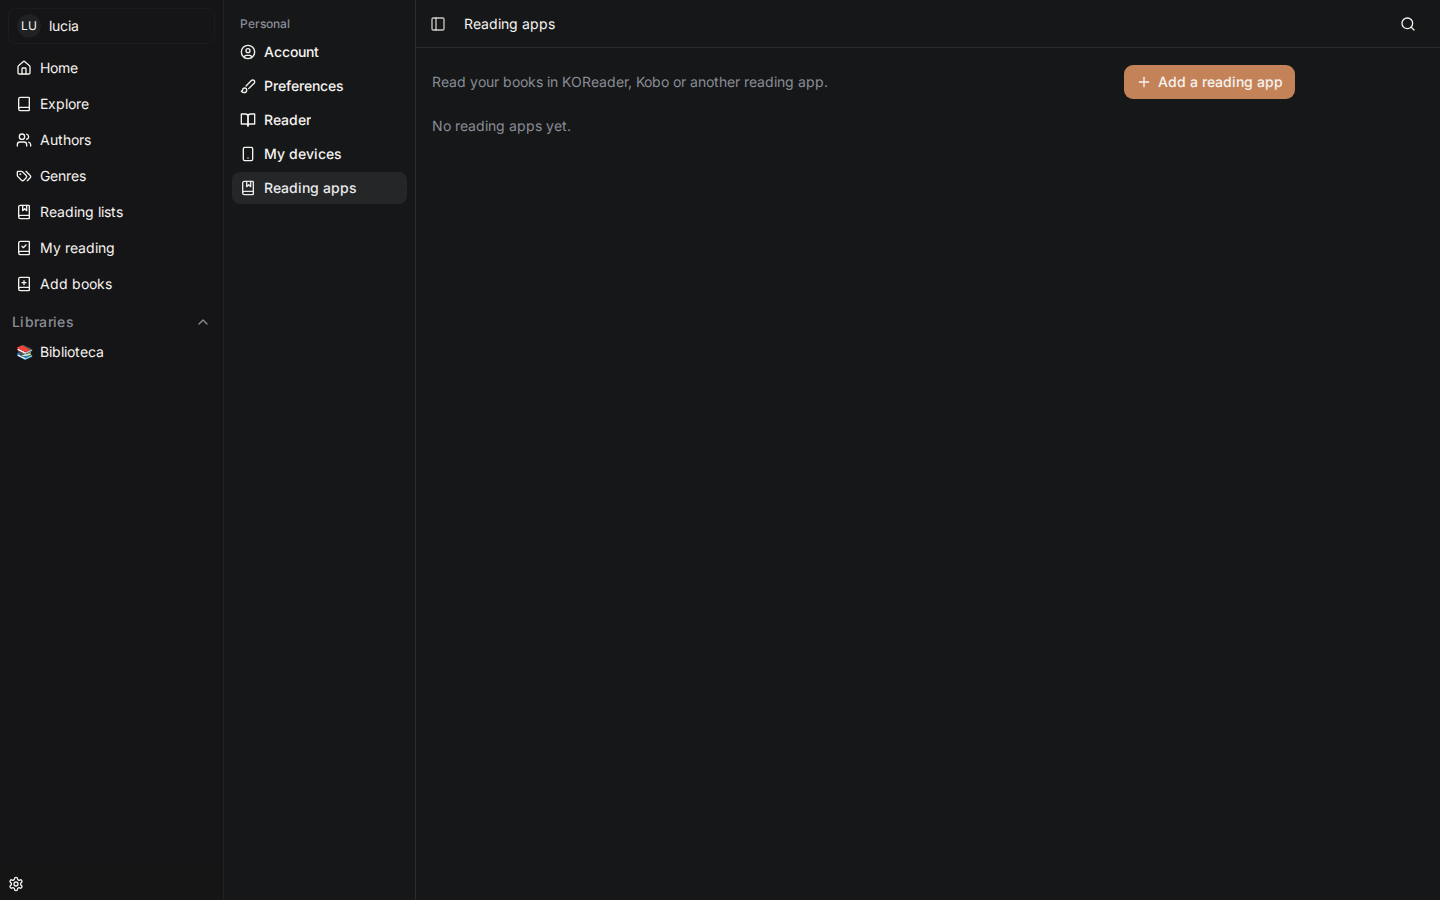 LU lucia
Home
Explore
Authors
Genres
Reading lists
My reading
Add books
Libraries
Biblioteca
Personal
Account
Preferences
Reader
My devices
Reading apps
Reading apps
Read your books in KOReader, Kobo or another reading app.
Add a reading app
No reading apps yet.